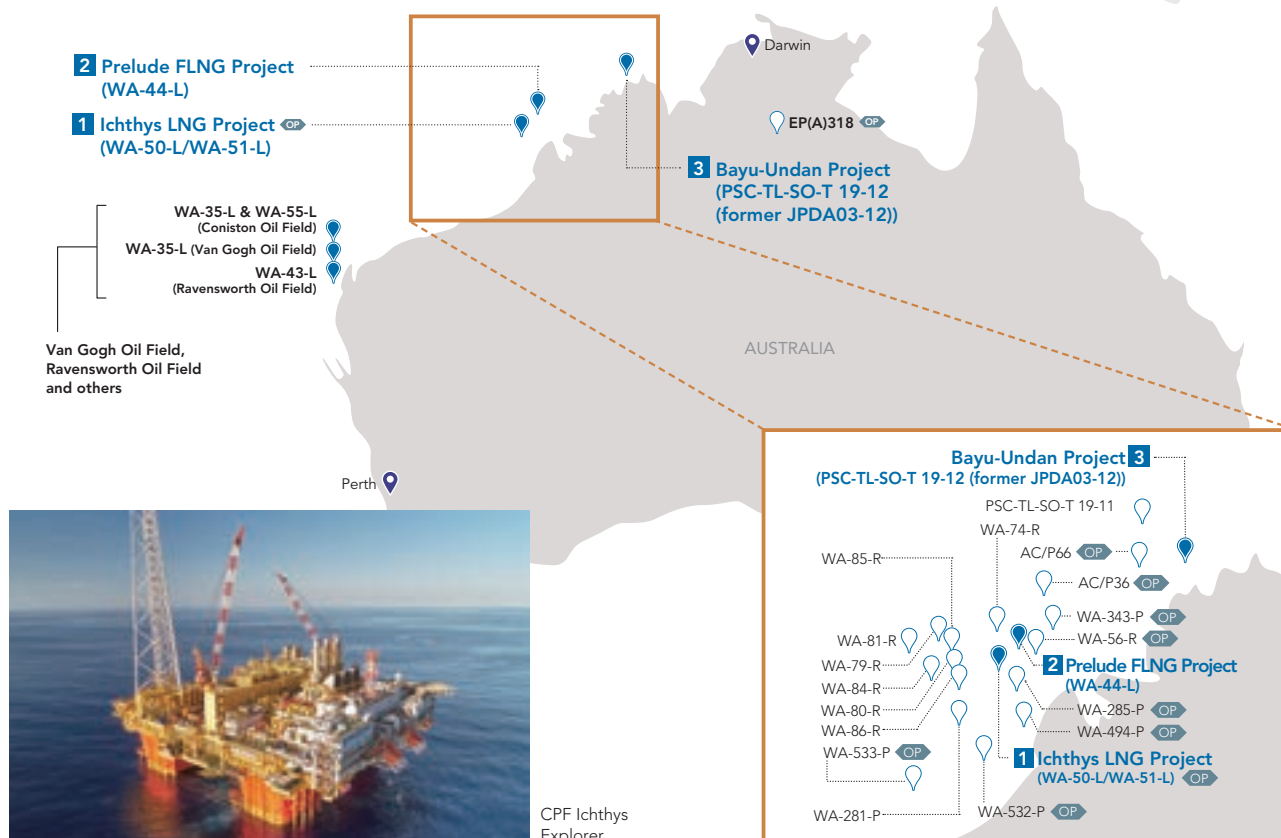 Darwin
2 Prelude FLNG Project
(WA-44-L)
1 Ichthys LNG Project OP
(WA-50-L/WA-51-L)
EP(A)318 OP
3 Bayu-Undan Project
(PSC-TL-SO-T 19-12
(former JPDA03-12))
WA-35-L & WA-55-L
(Coniston Oil Field)
WA-35-L (Van Gogh Oil Field)
WA-43-L
(Ravensworth Oil Field)
Van Gogh Oil Field,
Ravensworth Oil Field
and others
AUSTRALIA
Perth
Bayu-Undan Project 3
(PSC-TL-SO-T 19-12 (former JPDA03-12))
PSC-TL-SO-T 19-11
WA-74-R
AC/P66 OP
WA-85-R
AC/P36 OP
WA-343-P OP
WA-81-R
WA-56-R OP
WA-79-R
2 Prelude FLNG Project
(WA-44-L)
WA-84-R
WA-80-R
WA-285-P OP
WA-86-R
WA-494-P OP
WA-533-P OP
1 Ichthys LNG Project
(WA-50-L/WA-51-L) OP
WA-281-P
WA-532-P OP
CPF Ichthys
Explorer